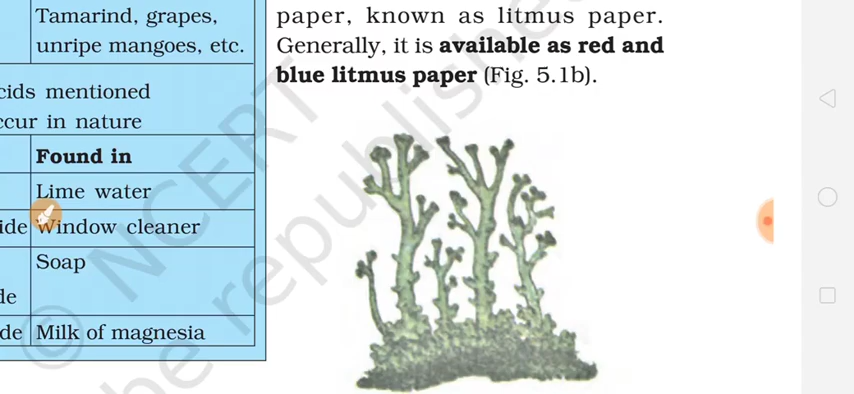 Tamarind, grapes,
unripe mangoes, etc.
cids mentioned
ccur in nature
Found in
Lime water
ide Window cleaner
Soap
de
de Milk of magnesia
paper, known as litmus paper.
Generally, it is available as red and
blue litmus paper (Fig. 5.1b).
© NCERT
be republished